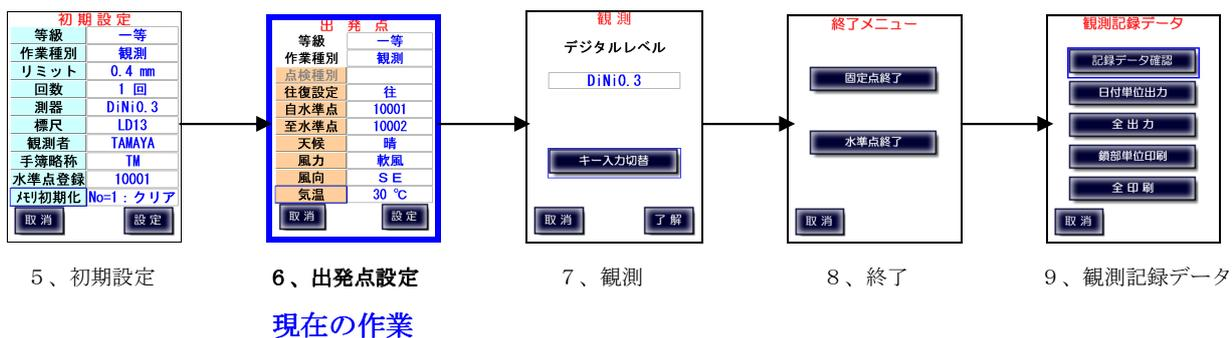 初期設定
等級 一等
作業種別 観測
リミット 0.4 mm
回数 1 回
測器 DiNi0.3
標尺 LD13
観測者 TAMAYA
手簿略称 TM
水準点登録 10001
ﾒﾓﾘ初期化 No=1：クリア
取 消 設 定
出 発 点
等級 一等
作業種別 観測
点検種別
往復設定 往
自水準点 10001
至水準点 10002
天候 晴
風力 軟風
風向 ＳＥ
気温 30 ℃
取 消 設 定
観 測
デジタルレベル
DiNi0.3
キー入力切替
取 消 了 解
終了メニュー
固定点終了
水準点終了
取 消
観測記録データ
記録データ確認
日付単位出力
全 出 力
鎖部単位印刷
全 印 刷
取 消
５、初期設定
６、出発点設定
７、観測
８、終了
９、観測記録データ
現在の作業